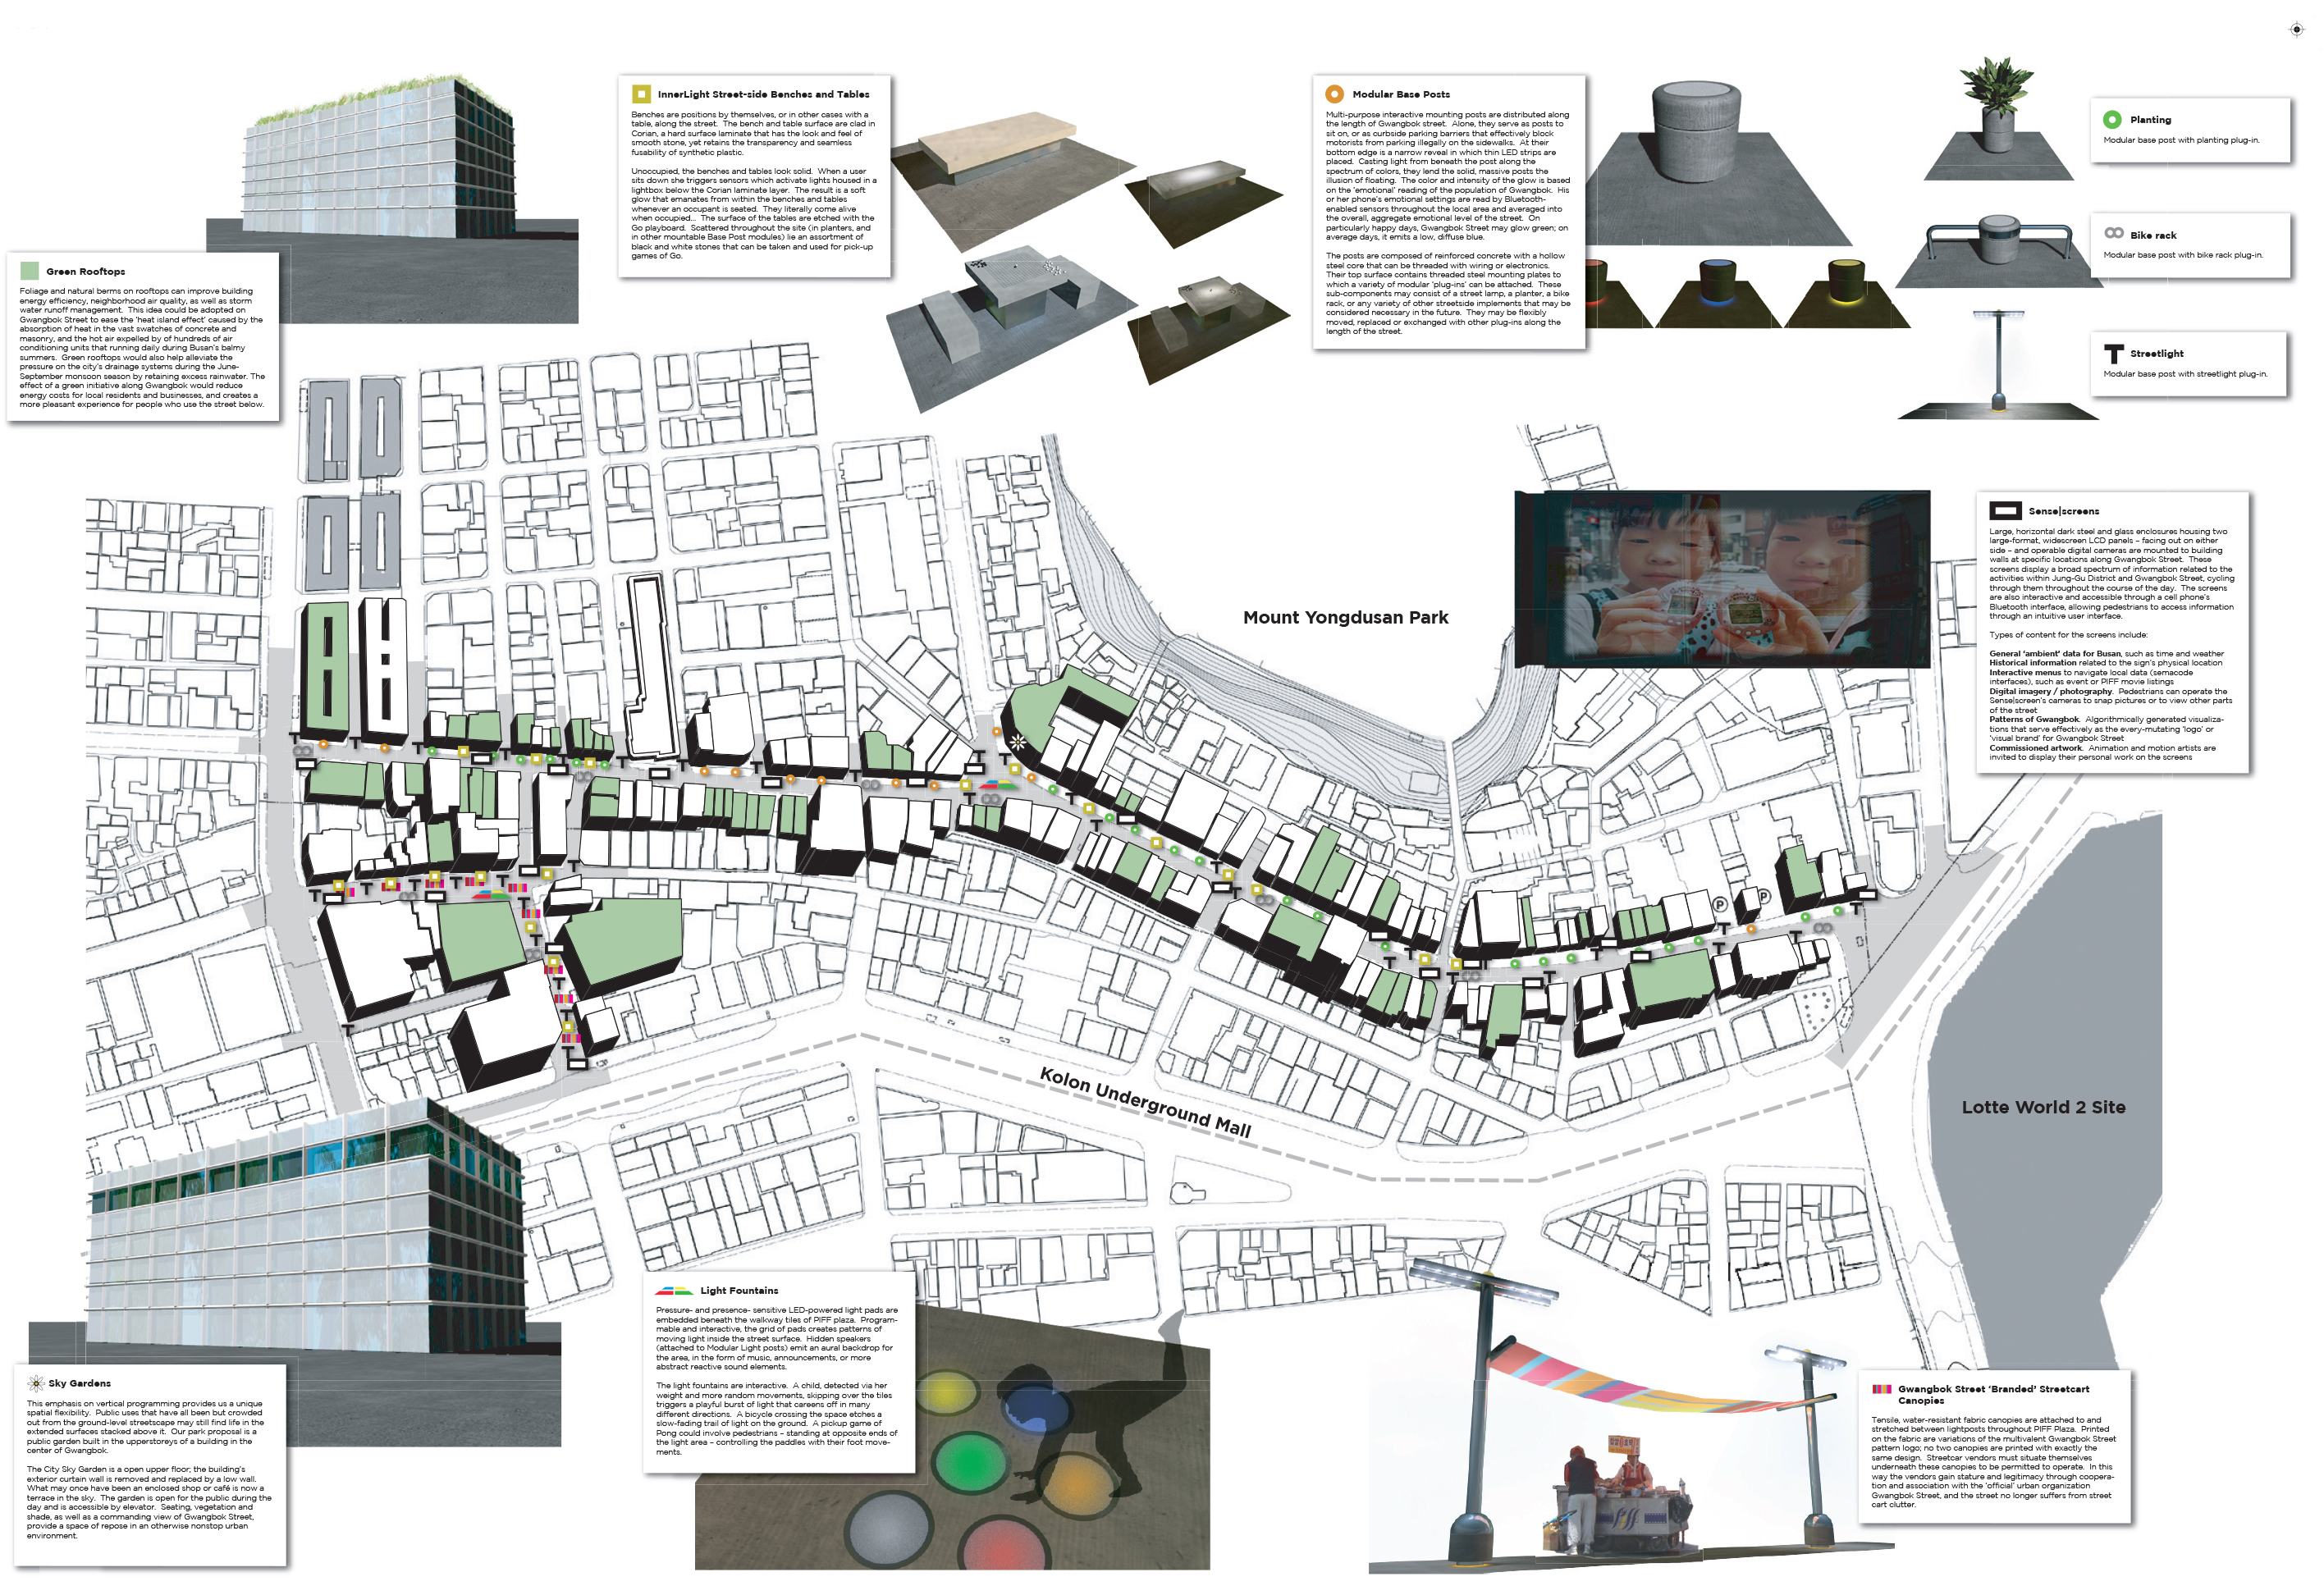 InnerLight Street-side Benches and Tables
Benches are positions by themselves, or in other cases with a
table, along the street.  The bench and table surface are clad in
Corian, a hard surface laminate that has the look and feel of
smooth stone, yet retains the transparency and seamless
fusability of synthetic plastic.
Unoccupied, the benches and tables look solid.  When a user
sits down she triggers sensors which activate lights housed in a
lightbox below the Corian laminate layer.  The result is a soft
glow that emanates from within the benches and tables
whenever an occupant is seated.  They literally come alive
when occupied...  The surface of the tables are etched with the
Go playboard.  Scattered throughout the site (in planters, and
in other mountable Base Post modules) lie an assortment of
black and white stones that can be taken and used for pick-up
games of Go.
Modular Base Posts
Multi-purpose interactive mounting posts are distributed along
the length of Gwangbok street.  Alone, they serve as posts to
sit on, or as curbside parking barriers that effectively block
motorists from parking illegally on the sidewalks.  At their
bottom edge is a narrow reveal in which thin LED strips are
placed.  Casting light from beneath the post along the
spectrum of colors, they lend the solid, massive posts the
illusion of floating.  The color and intensity of the glow is based
on the 'emotional' reading of the population of Gwangbok.  His
or her phone's emotional settings are read by Bluetooth-
enabled sensors throughout the local area and averaged into
the overall, aggregate emotional level of the street.  On
particularly happy days, Gwangbok Street may glow green; on
average days, it emits a low, diffuse blue.
The posts are composed of reinforced concrete with a hollow
steel core that can be threaded with wiring or electronics.
Their top surface contains threaded steel mounting plates to
which a variety of modular 'plug-ins' can be attached.  These
sub-components may consist of a street lamp, a planter, a bike
rack, or any variety of other streetside implements that may be
considered necessary in the future.  They may be flexibly
moved, replaced or exchanged with other plug-ins along the
length of the street.
Planting
Modular base post with planting plug-in.
Bike rack
Modular base post with bike rack plug-in.
Streetlight
Modular base post with streetlight plug-in.
Green Rooftops
Foliage and natural berms on rooftops can improve building
energy efficiency, neighborhood air quality, as well as storm
water runoff management.  This idea could be adopted on
Gwangbok Street to ease the 'heat island effect' caused by the
absorption of heat in the vast swatches of concrete and
masonry, and the hot air expelled by of hundreds of air
conditioning units that running daily during Busan's balmy
summers.  Green rooftops would also help alleviate the
pressure on the city's drainage systems during the June-
September monsoon season by retaining excess rainwater. The
effect of a green initiative along Gwangbok would reduce
energy costs for local residents and businesses, and creates a
more pleasant experience for people who use the street below.
Sense|screens
Large, horizontal dark steel and glass enclosures housing two
large-format, widescreen LCD panels – facing out on either
side – and operable digital cameras are mounted to building
walls at specific locations along Gwangbok Street.  These
screens display a broad spectrum of information related to the
activities within Jung-Gu District and Gwangbok Street, cycling
through them throughout the course of the day.  The screens
are also interactive and accessible through a cell phone's
Bluetooth interface, allowing pedestrians to access information
through an intuitive user interface.
Types of content for the screens include:
General 'ambient' data for Busan, such as time and weather
Historical information related to the sign's physical location
Interactive menus to navigate local data (semacode
interfaces), such as event or PIFF movie listings
Digital imagery / photography.  Pedestrians can operate the
Sense|screen's cameras to snap pictures or to view other parts
of the street
Patterns of Gwangbok.  Algorithmically generated visualiza-
tions that serve effectively as the every-mutating 'logo' or
'visual brand' for Gwangbok Street
Commissioned artwork.  Animation and motion artists are
invited to display their personal work on the screens
Mount Yongdusan Park
P
P
Kolon Underground Mall
Lotte World 2 Site
Light Fountains
Pressure- and presence- sensitive LED-powered light pads are
embedded beneath the walkway tiles of PIFF plaza.  Program-
mable and interactive, the grid of pads creates patterns of
moving light inside the street surface.  Hidden speakers
(attached to Modular Light posts) emit an aural backdrop for
the area, in the form of music, announcements, or more
abstract reactive sound elements.
The light fountains are interactive.  A child, detected via her
weight and more random movements, skipping over the tiles
triggers a playful burst of light that careens off in many
different directions.  A bicycle crossing the space etches a
slow-fading trail of light on the ground.  A pickup game of
Pong could involve pedestrians – standing at opposite ends of
the light area – controlling the paddles with their foot move-
ments.
Sky Gardens
This emphasis on vertical programming provides us a unique
spatial flexibility.  Public uses that have all been but crowded
out from the ground-level streetscape may still find life in the
extended surfaces stacked above it.  Our park proposal is a
public garden built in the upperstoreys of a building in the
center of Gwangbok.
The City Sky Garden is a open upper floor; the building's
exterior curtain wall is removed and replaced by a low wall.
What may once have been an enclosed shop or café is now a
terrace in the sky.  The garden is open for the public during the
day and is accessible by elevator.  Seating, vegetation and
shade, as well as a commanding view of Gwangbok Street,
provide a space of repose in an otherwise nonstop urban
environment.
Gwangbok Street 'Branded' Streetcart
Canopies
Tensile, water-resistant fabric canopies are attached to and
stretched between lightposts throughout PIFF Plaza.  Printed
on the fabric are variations of the multivalent Gwangbok Street
pattern logo; no two canopies are printed with exactly the
same design.  Streetcar vendors must situate themselves
underneath these canopies to be permitted to operate.  In this
way the vendors gain stature and legitimacy through coopera-
tion and association with the 'official' urban organization
Gwangbok Street, and the street no longer suffers from street
cart clutter.